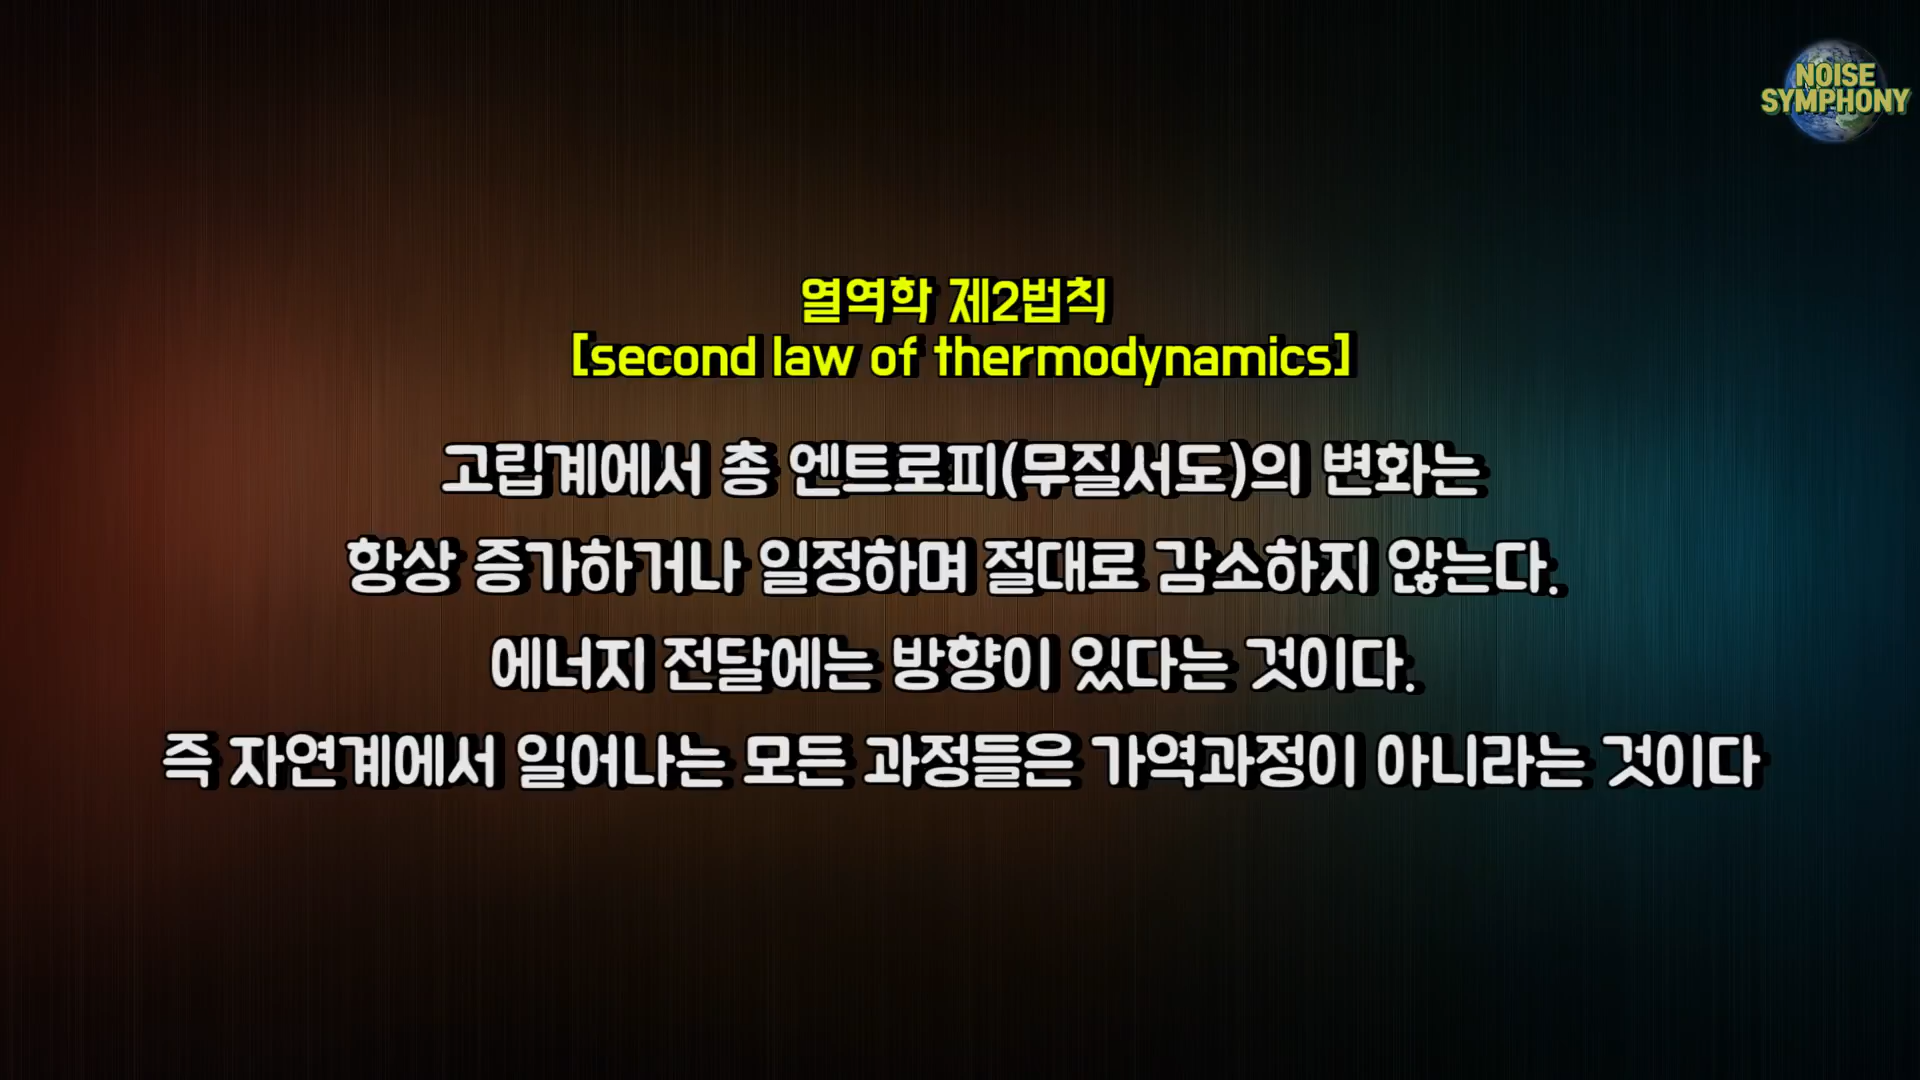 NOISE
SYMPHONY
열역학 제2법칙
[second law of thermodynamics]
고립계에서 총 엔트로피(무질서도)의 변화는
항상 증가하거나 일정하며 절대로 감소하지 않는다.
에너지 전달에는 방향이 있다는 것이다.
즉 자연계에서 일어나는 모든 과정들은 가역과정이 아니라는 것이다